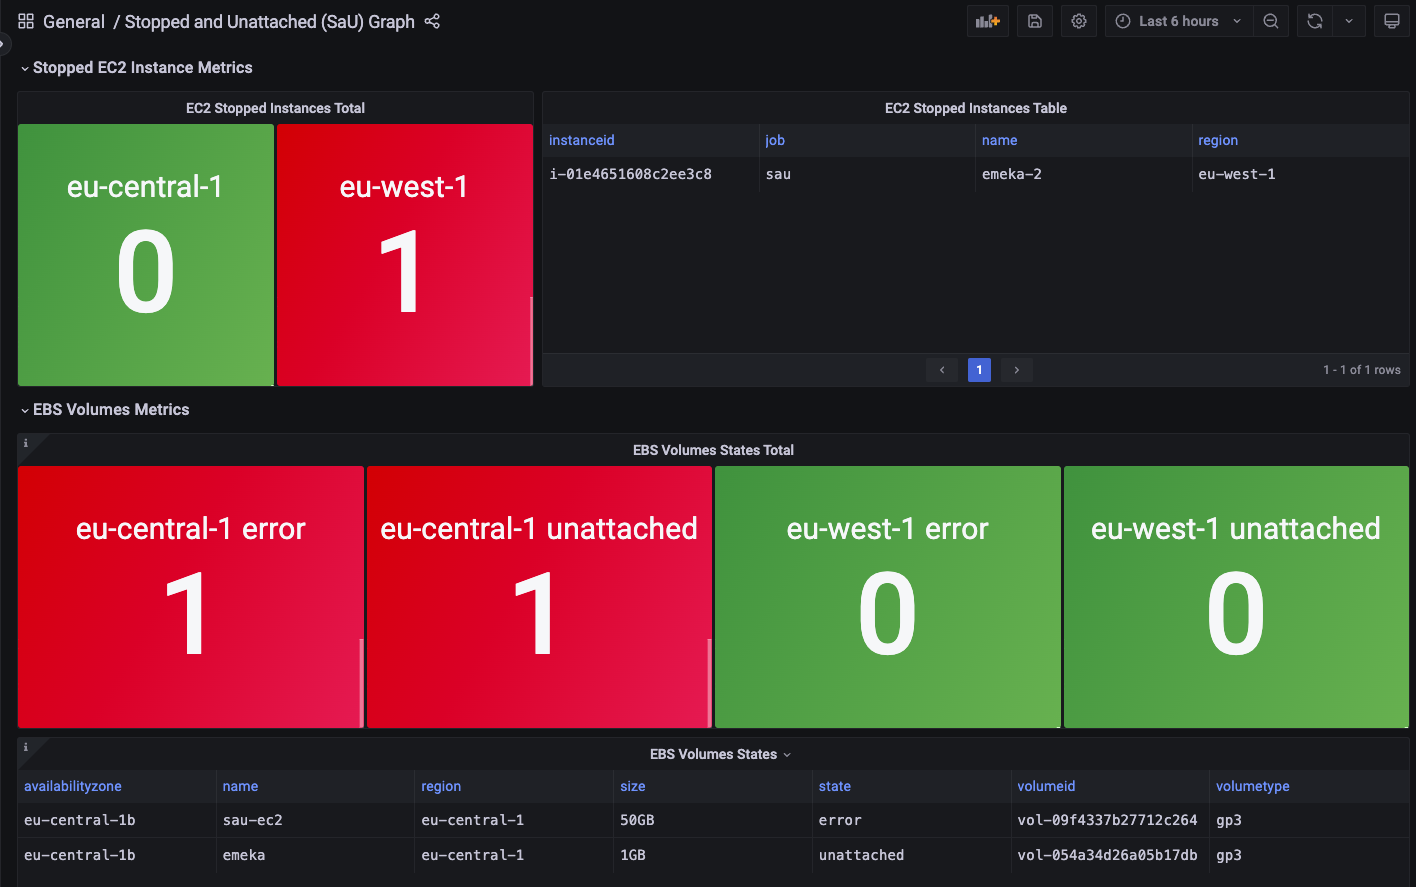 General / Stopped and Unattached (SaU) Graph
Last 6 hours
Stopped EC2 Instance Metrics
EC2 Stopped Instances Total
eu-central-1
0
eu-west-1
1
EC2 Stopped Instances Table
instanceid job name region
i-01e4651608c2ee3c8 sau emeka-2 eu-west-1
1
1 - 1 of 1 rows
EBS Volumes Metrics
i
EBS Volumes States Total
eu-central-1 error
1
eu-central-1 unattached
1
eu-west-1 error
0
eu-west-1 unattached
0
i
EBS Volumes States
availabilityzone name region size state volumeid volumetype
eu-central-1b sau-ec2 eu-central-1 50GB error vol-09f4337b27712c264 gp3
eu-central-1b emeka eu-central-1 1GB unattached vol-054a34d26a05b17db gp3